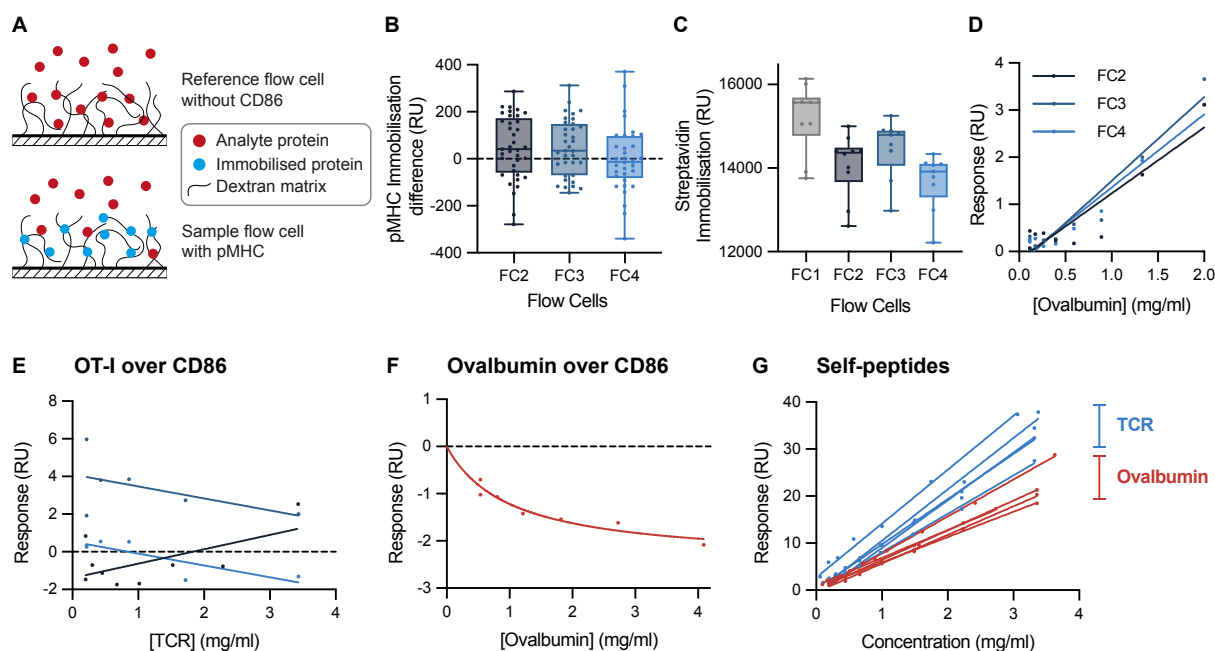 A
Reference flow cell
without CD86
Analyte protein
Immobilised protein
Dextran matrix
Sample flow cell
with pMHC
B
pMHC Immobilisation
difference (RU)
400
200
0
-200
-400
FC2 FC3 FC4
Flow Cells
C
Streptavidin
Immobilisation (RU)
16000
14000
12000
FC1 FC2 FC3 FC4
Flow Cells
D
Response (RU)
5
4
3
2
1
0
FC2
FC3
FC4
0.0 0.5 1.0 1.5 2.0
[Ovalbumin] (mg/ml)
E OT-I over CD86
Response (RU)
8
6
4
2
0
-2
0 1 2 3 4
[TCR] (mg/ml)
F Ovalbumin over CD86
Response (RU)
1
0
-1
-2
-3
0 1 2 3 4
[Ovalbumin] (mg/ml)
G Self-peptides
Response (RU)
40
30
20
10
0
0 1 2 3 4
Concentration (mg/ml)
TCR
Ovalbumin